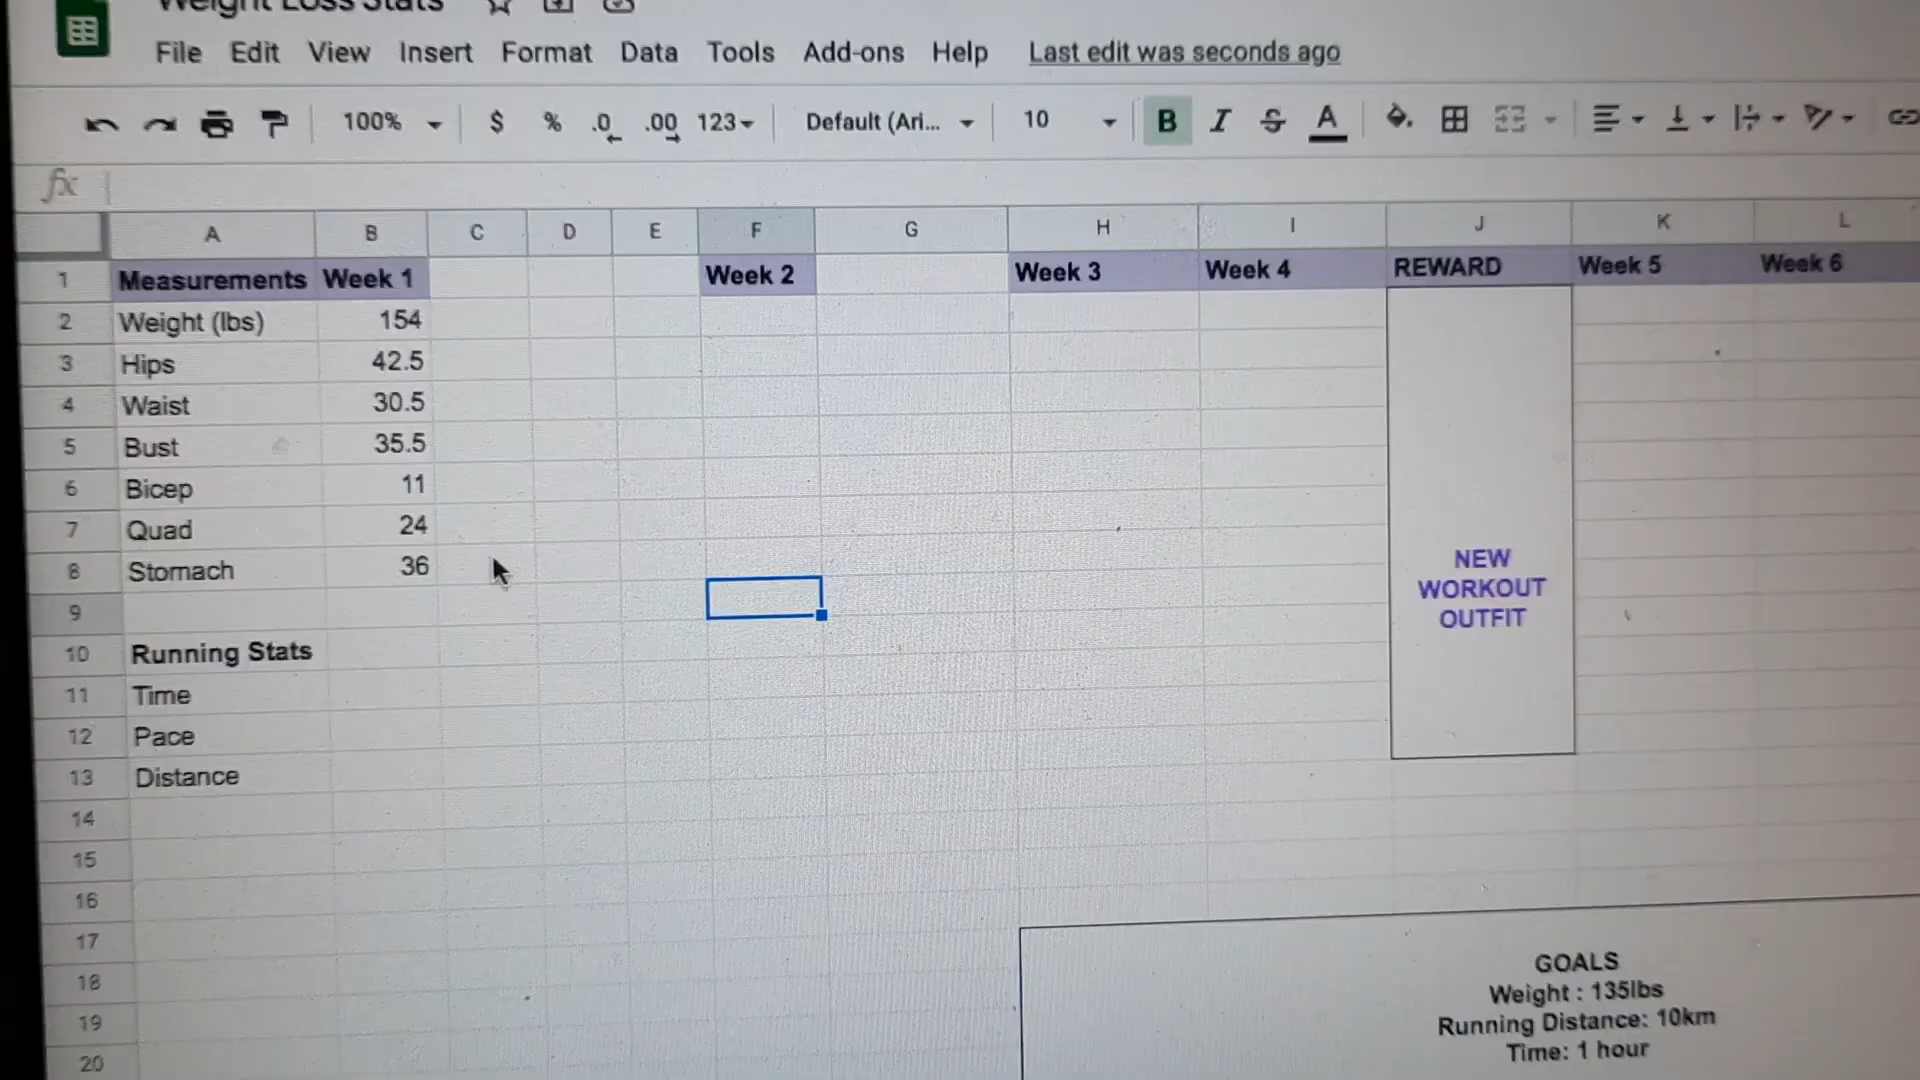 Weight Loss Stats
File Edit View Insert Format Data Tools Add-ons Help Last edit was seconds ago
100% $ % .0 .00 123 Default (Ari... 10 B I S A
fx
A B C D E F G H I J K L
1 Measurements Week 1 Week 2 Week 3 Week 4 REWARD Week 5 Week 6
2 Weight (lbs) 154
3 Hips 42.5
4 Waist 30.5
5 Bust 35.5
6 Bicep 11
7 Quad 24
8 Stomach 36
NEW
WORKOUT
OUTFIT
9
10 Running Stats
11 Time
12 Pace
13 Distance
14
15
16
17
18
19
20
GOALS
Weight : 135lbs
Running Distance: 10km
Time: 1 hour